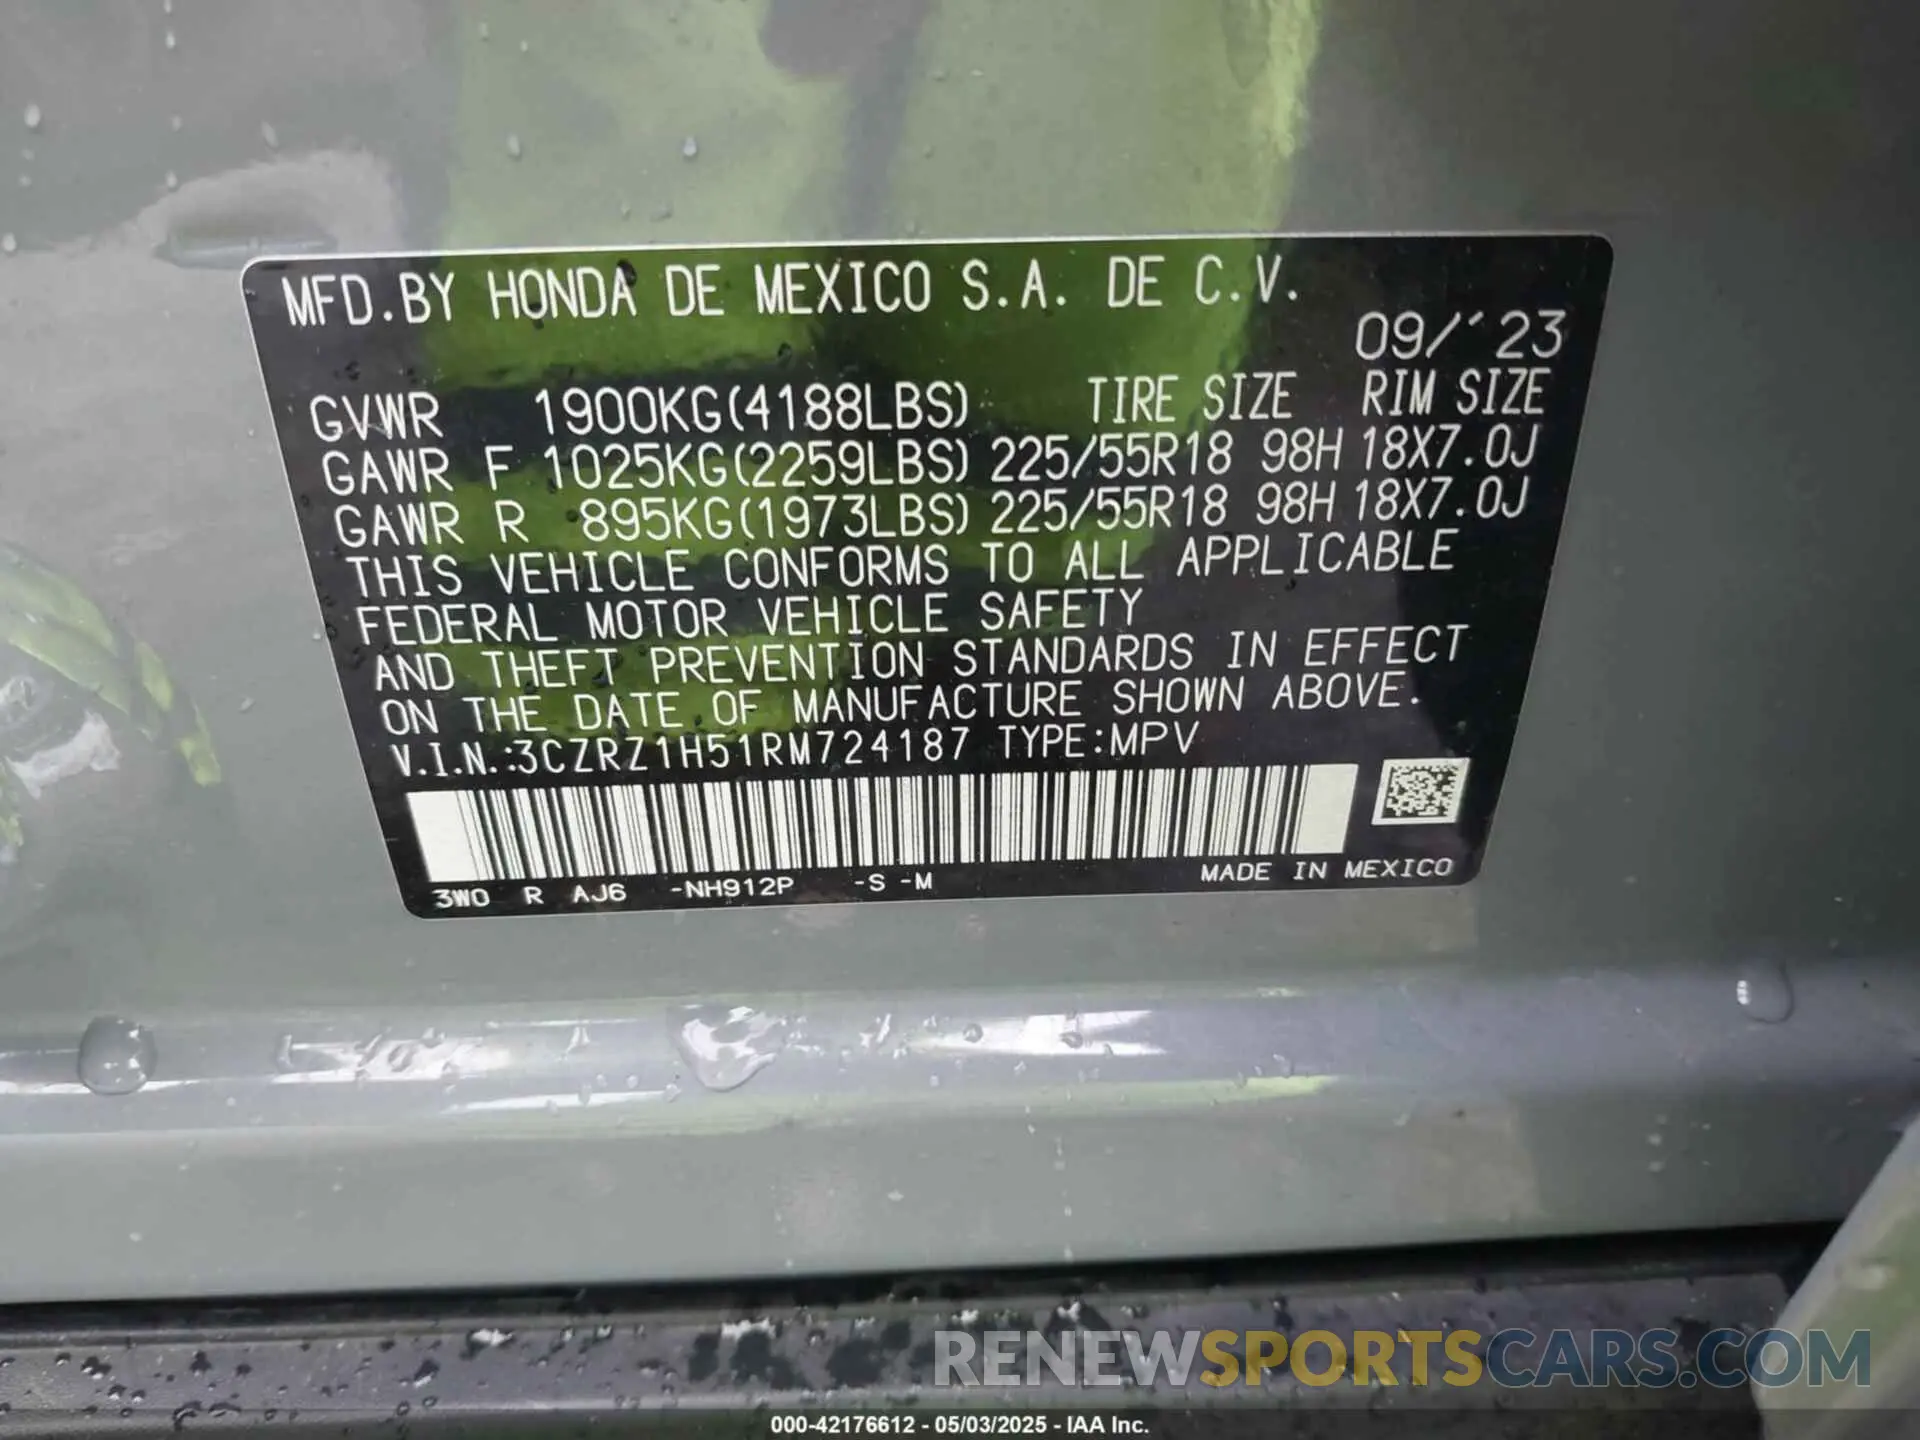 MFD.BY HONDA DE MEXICO S.A. DE C.V.
09/'23
GVWR 1900KG(4188LBS) TIRE SIZE RIM SIZE
GAWR F 1025KG(2259LBS) 225/55R18 98H 18X7.0J
GAWR R 895KG(1973LBS) 225/55R18 98H 18X7.0J
THIS VEHICLE CONFORMS TO ALL APPLICABLE
FEDERAL MOTOR VEHICLE SAFETY
AND THEFT PREVENTION STANDARDS IN EFFECT
ON THE DATE OF MANUFACTURE SHOWN ABOVE.
V.I.N.:3CZRZ1H51RM724187 TYPE:MPV
3W0 R AJ6 -NH912P -S -M MADE IN MEXICO
RENEWSPORTSCARS.COM
000-42176612 - 05/03/2025 - IAA Inc.